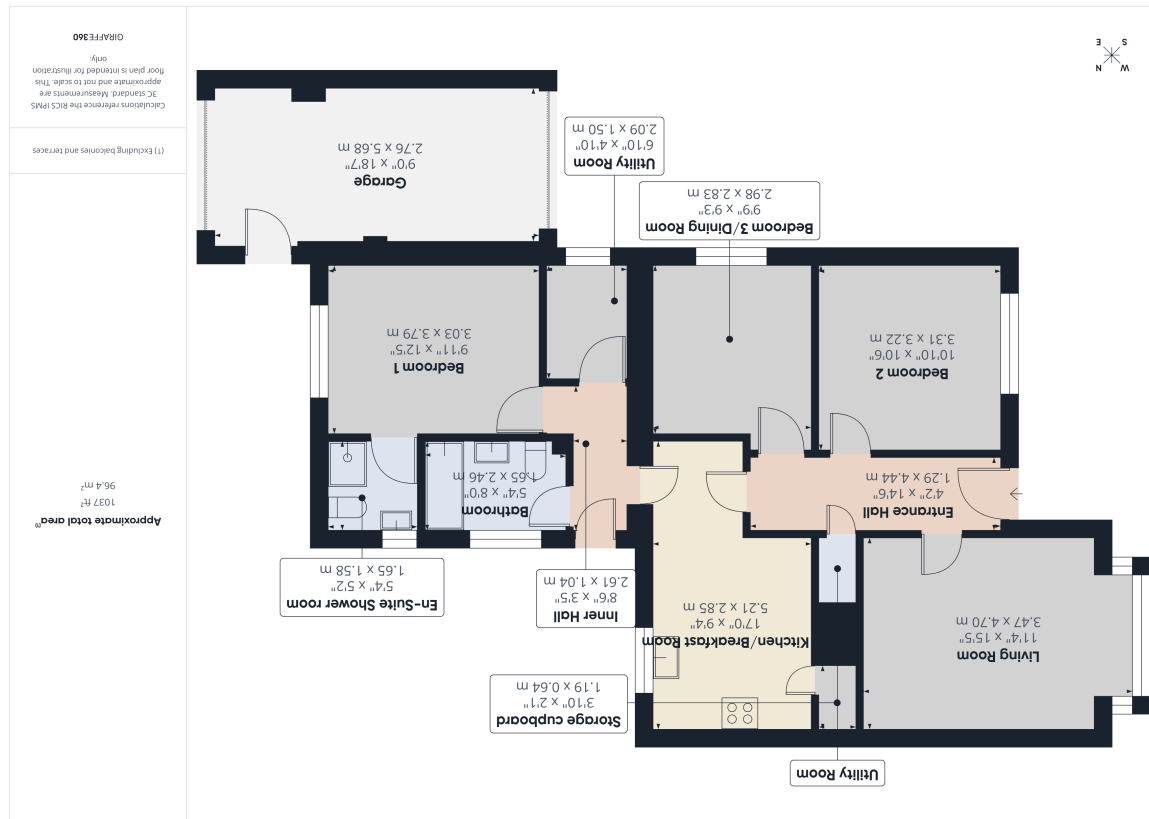 Utility Room
Storage cupboard
3'10" x 2'1"
1.19 x 0.64 m
Living Room
11'4" x 15'5"
3.47 x 4.70 m
Kitchen/Breakfast Room
17'0" x 9'4"
5.21 x 2.85 m
Inner Hall
8'6" x 3'5"
2.61 x 1.04 m
En-Suite Shower room
5'4" x 5'2"
1.65 x 1.58 m
Entrance Hall
4'2" x 14'6"
1.29 x 4.44 m
Bathroom
5'4" x 8'0"
1.65 x 2.46 m
Bedroom 2
10'10" x 10'6"
3.31 x 3.22 m
Bedroom 1
9'11" x 12'5"
3.03 x 3.79 m
Bedroom 3/Dining Room
9'9" x 9'3"
2.98 x 2.83 m
Utility Room
6'10" x 4'10"
2.09 x 1.50 m
Garage
9'0" x 18'7"
2.76 x 5.68 m
W
N
S
E
Approximate total area(1)
1037 ft²
96.4 m²
(1) Excluding balconies and terraces
Calculations reference the RICS IPMS
3C standard. Measurements are
approximate and not to scale. This
floor plan is intended for illustration
only.
GIRAFFE360